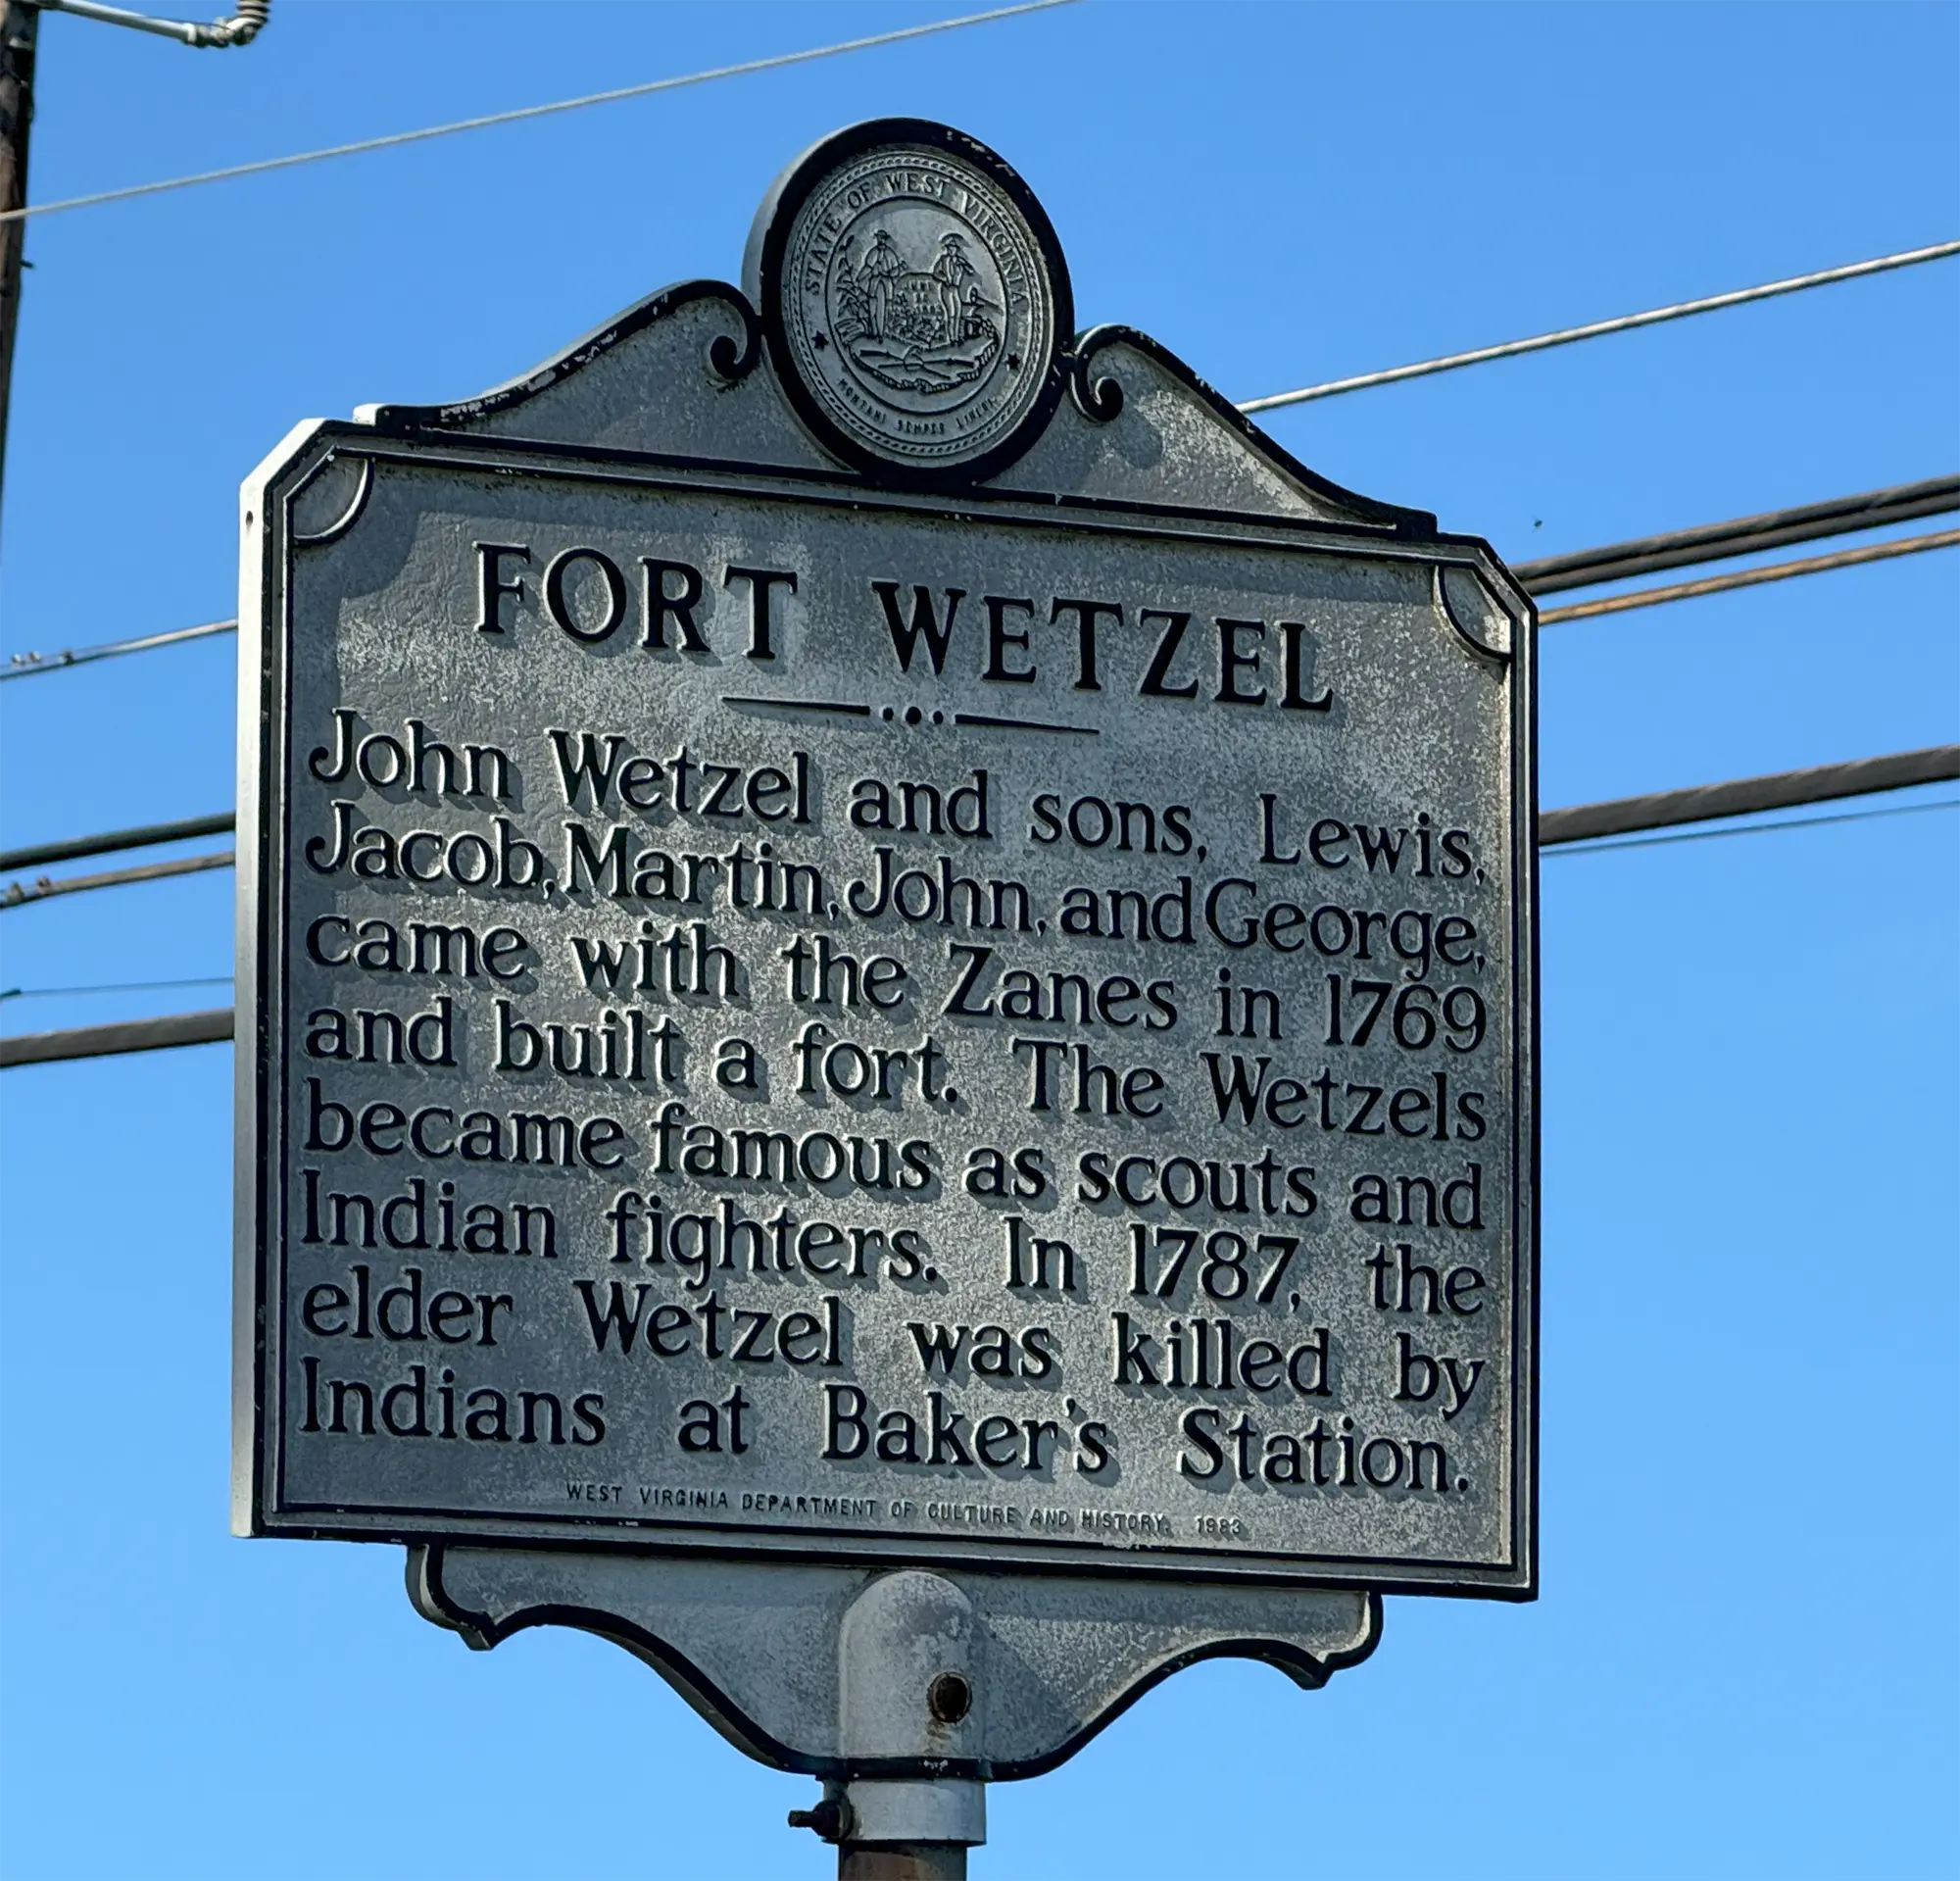 STATE OF WEST VIRGINIA
MONTANI SEMPER LIBERI
FORT WETZEL
John Wetzel and sons, Lewis,
Jacob, Martin, John, and George,
came with the Zanes in 1769
and built a fort. The Wetzels
became famous as scouts and
Indian fighters. In 1787, the
elder Wetzel was killed by
Indians at Baker's Station.
WEST VIRGINIA DEPARTMENT OF CULTURE AND HISTORY, 1983